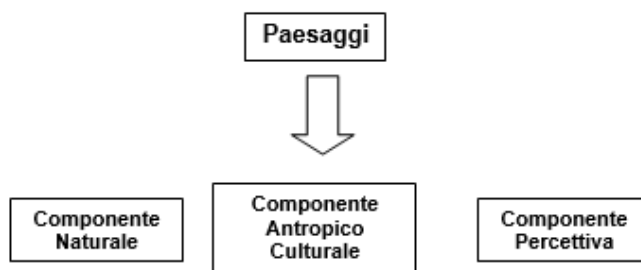 Paesaggi
Componente
Naturale
Componente
Antropico
Culturale
Componente
Percettiva